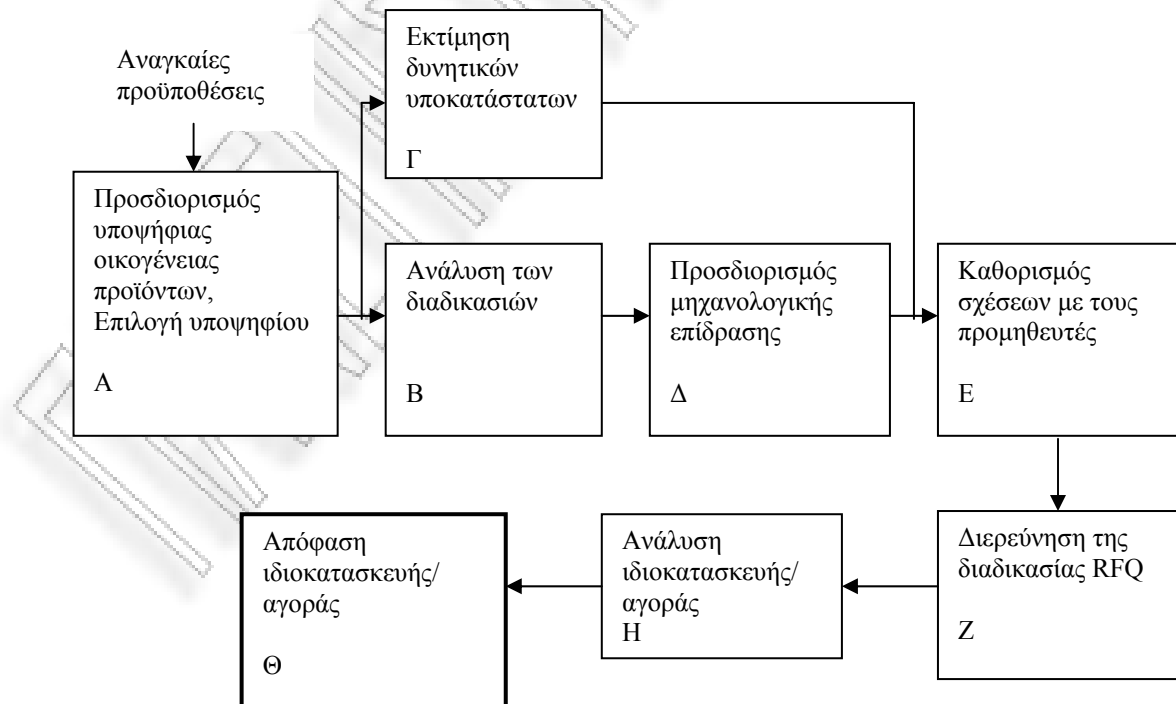 Αναγκαίες
προϋποθέσεις
Προσδιορισμός
υποψήφιας
οικογένειας
προϊόντων,
Επιλογή υποψηφίου
Α
Εκτίμηση
δυνητικών
υποκατάστατων
Γ
Ανάλυση των
διαδικασιών
Β
Προσδιορισμός
μηχανολογικής
επίδρασης
Δ
Καθορισμός
σχέσεων με τους
προμηθευτές
Ε
Διερεύνηση της
διαδικασίας RFQ
Ζ
Ανάλυση
ιδιοκατασκευής/
αγοράς
Η
Απόφαση
ιδιοκατασκευής/
αγοράς
Θ